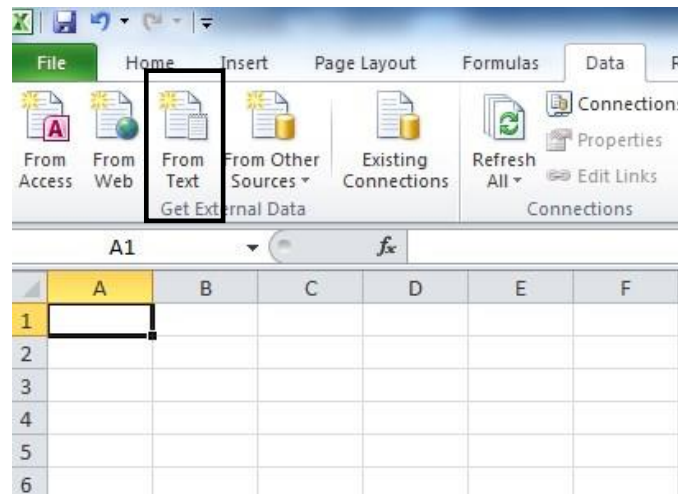 File Home Insert Page Layout Formulas Data
From Access From Web From Text From Other Sources Existing Connections Refresh All Connections Properties Edit Links
Get External Data Connections
A1 fx
A B C D E F
1
2
3
4
5
6